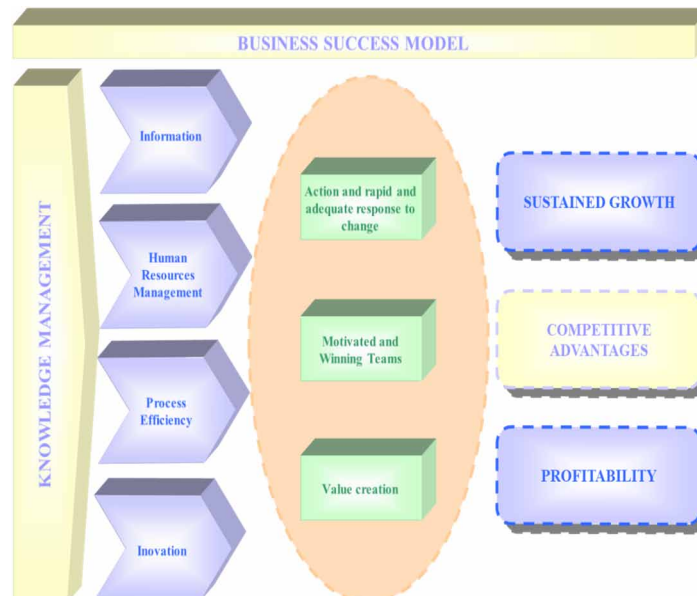 BUSINESS SUCCESS MODEL
KNOWLEDGE MANAGEMENT
Information
Human
Resources
Management
Process
Efficiency
Inovation
Action and rapid and
adequate response to
change
Motivated and
Winning Teams
Value creation
SUSTAINED GROWTH
COMPETITIVE
ADVANTAGES
PROFITABILITY